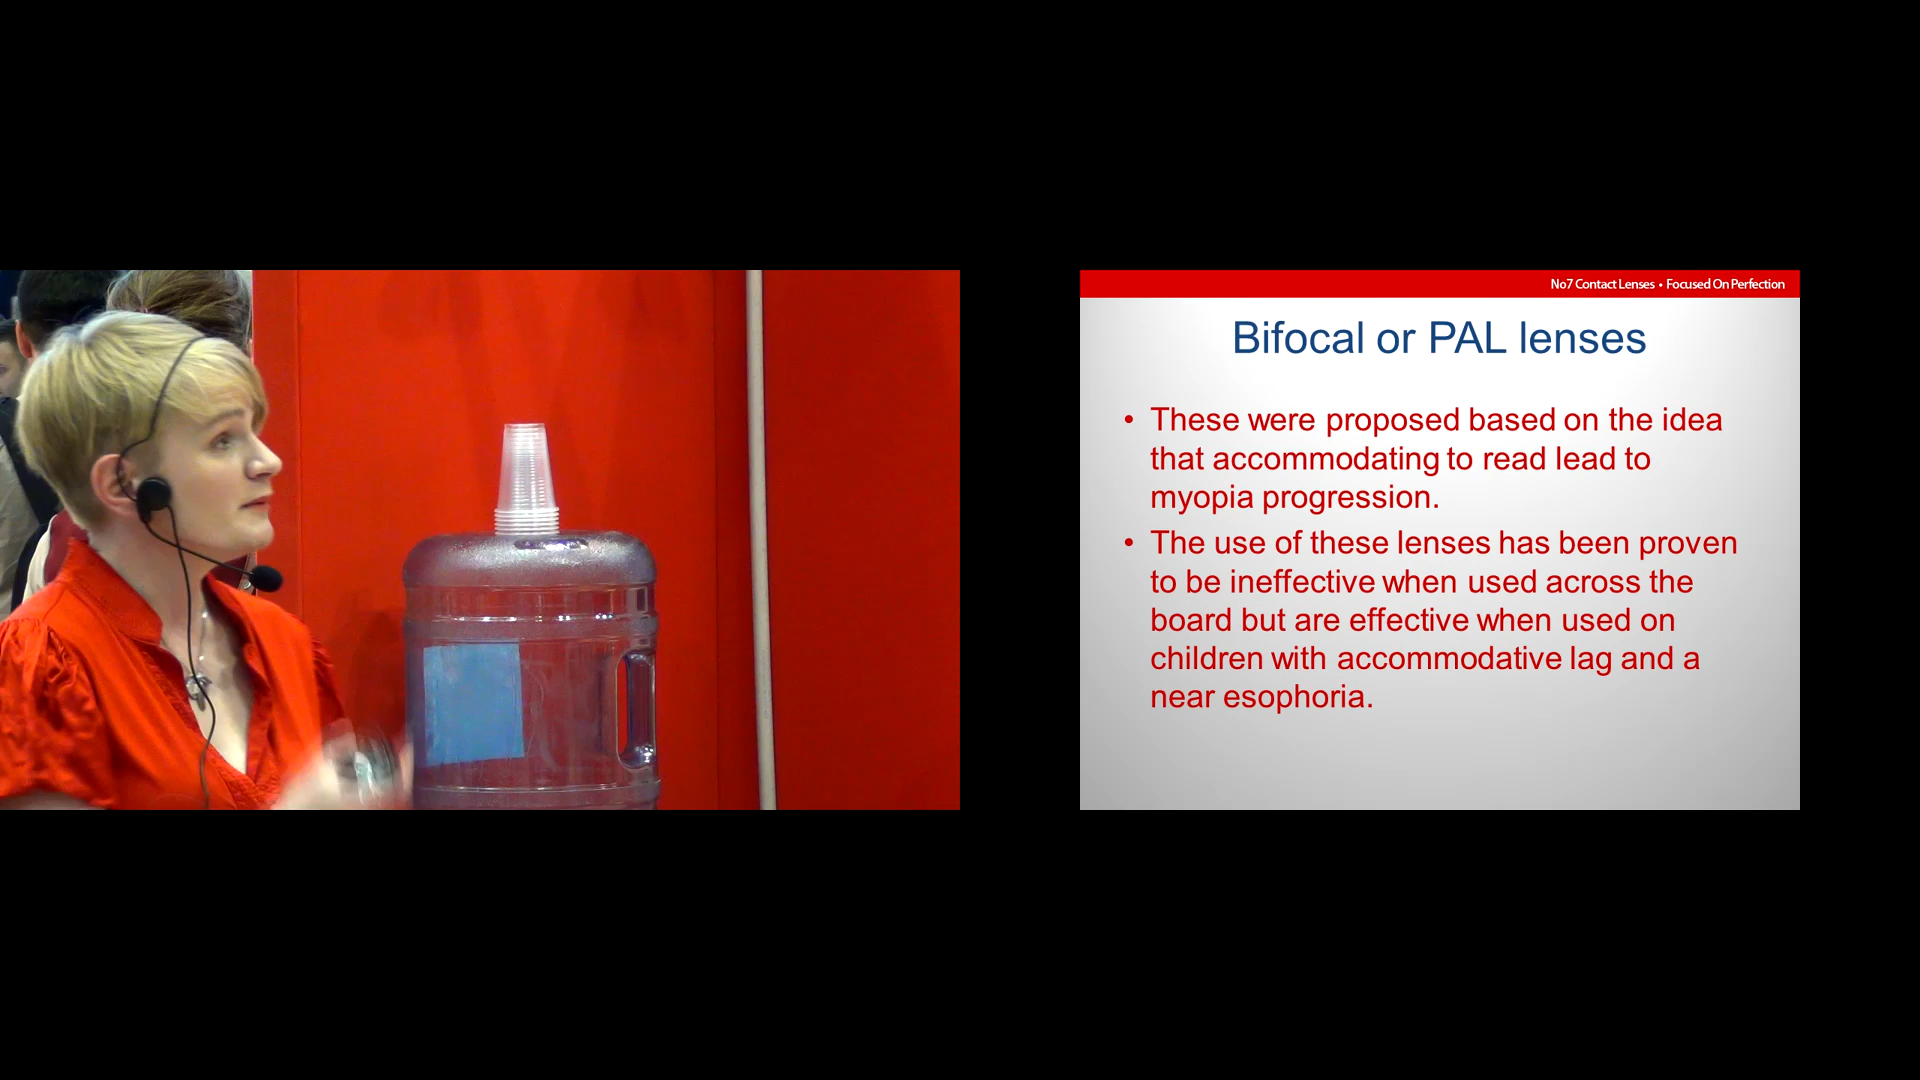 No7 Contact Lenses • Focused On Perfection
Bifocal or PAL lenses
• These were proposed based on the idea
that accommodating to read lead to
myopia progression.
• The use of these lenses has been proven
to be ineffective when used across the
board but are effective when used on
children with accommodative lag and a
near esophoria.